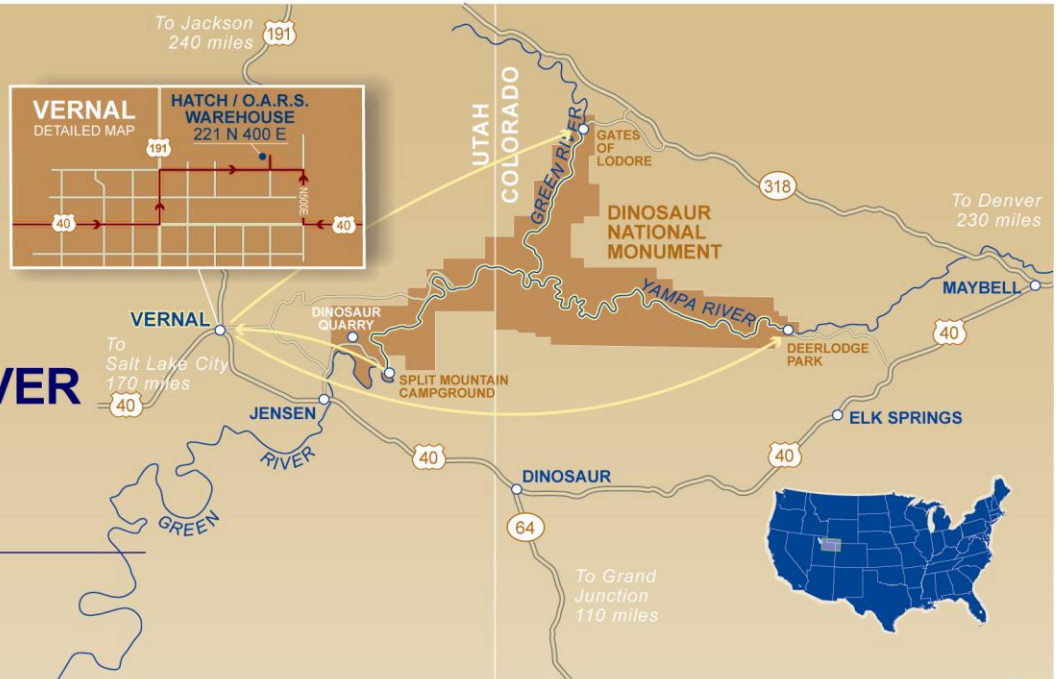 To Jackson
240 miles
191
VERNAL
DETAILED MAP
HATCH / O.A.R.S.
WAREHOUSE
221 N 400 E
191
N500E
40
40
UTAH
COLORADO
GREEN RIVER
GATES
OF
LODORE
318
DINOSAUR
NATIONAL
MONUMENT
To Denver
230 miles
MAYBELL
YAMPA RIVER
DINOSAUR
QUARRY
VERNAL
To
Salt Lake City
170 miles
40
VER
SPLIT MOUNTAIN
CAMPGROUND
DEERLODGE
PARK
40
JENSEN
ELK SPRINGS
RIVER
GREEN
40
40
DINOSAUR
64
To Grand
Junction
110 miles